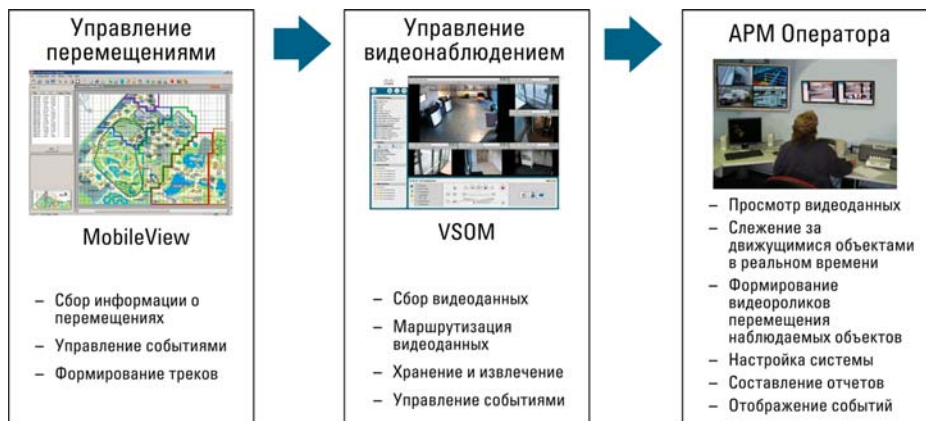 Управление
перемещениями
MobileView
– Сбор информации о
перемещениях
– Управление событиями
– Формирование треков
Управление
видеонаблюдением
VSOM
– Сбор видеоданных
– Маршрутизация
видеоданных
– Хранение и извлечение
– Управление событиями
АРМ Оператора
– Просмотр видеоданных
– Слежение за
движущимися объектами
в реальном времени
– Формирование
видеороликов
перемещения
наблюдаемых объектов
– Настройка системы
– Составление отчетов
– Отображение событий